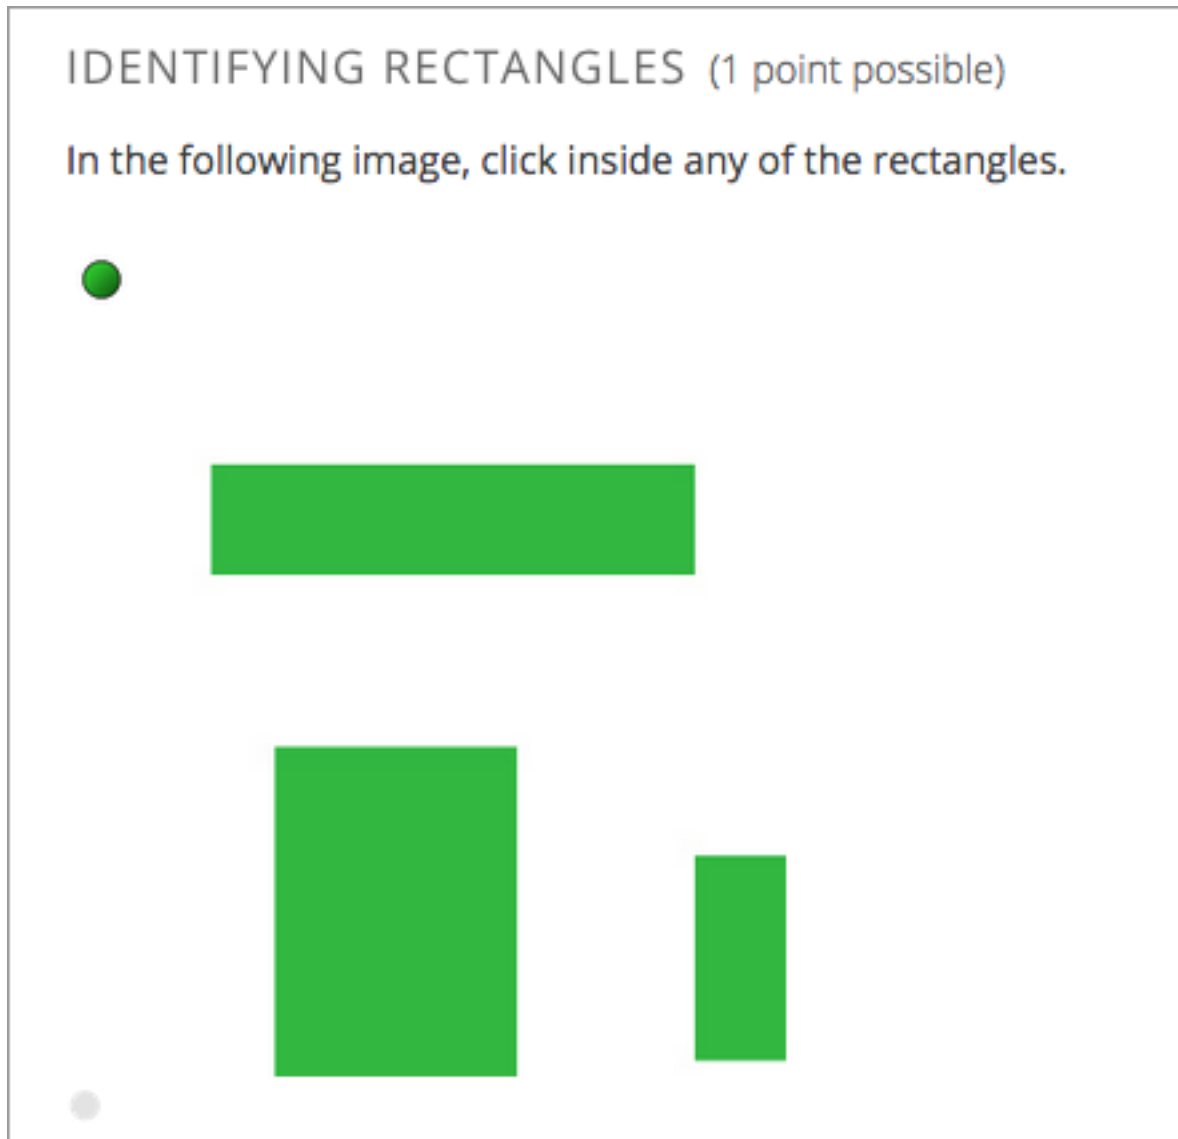 IDENTIFYING RECTANGLES (1 point possible)
In the following image, click inside any of the rectangles.